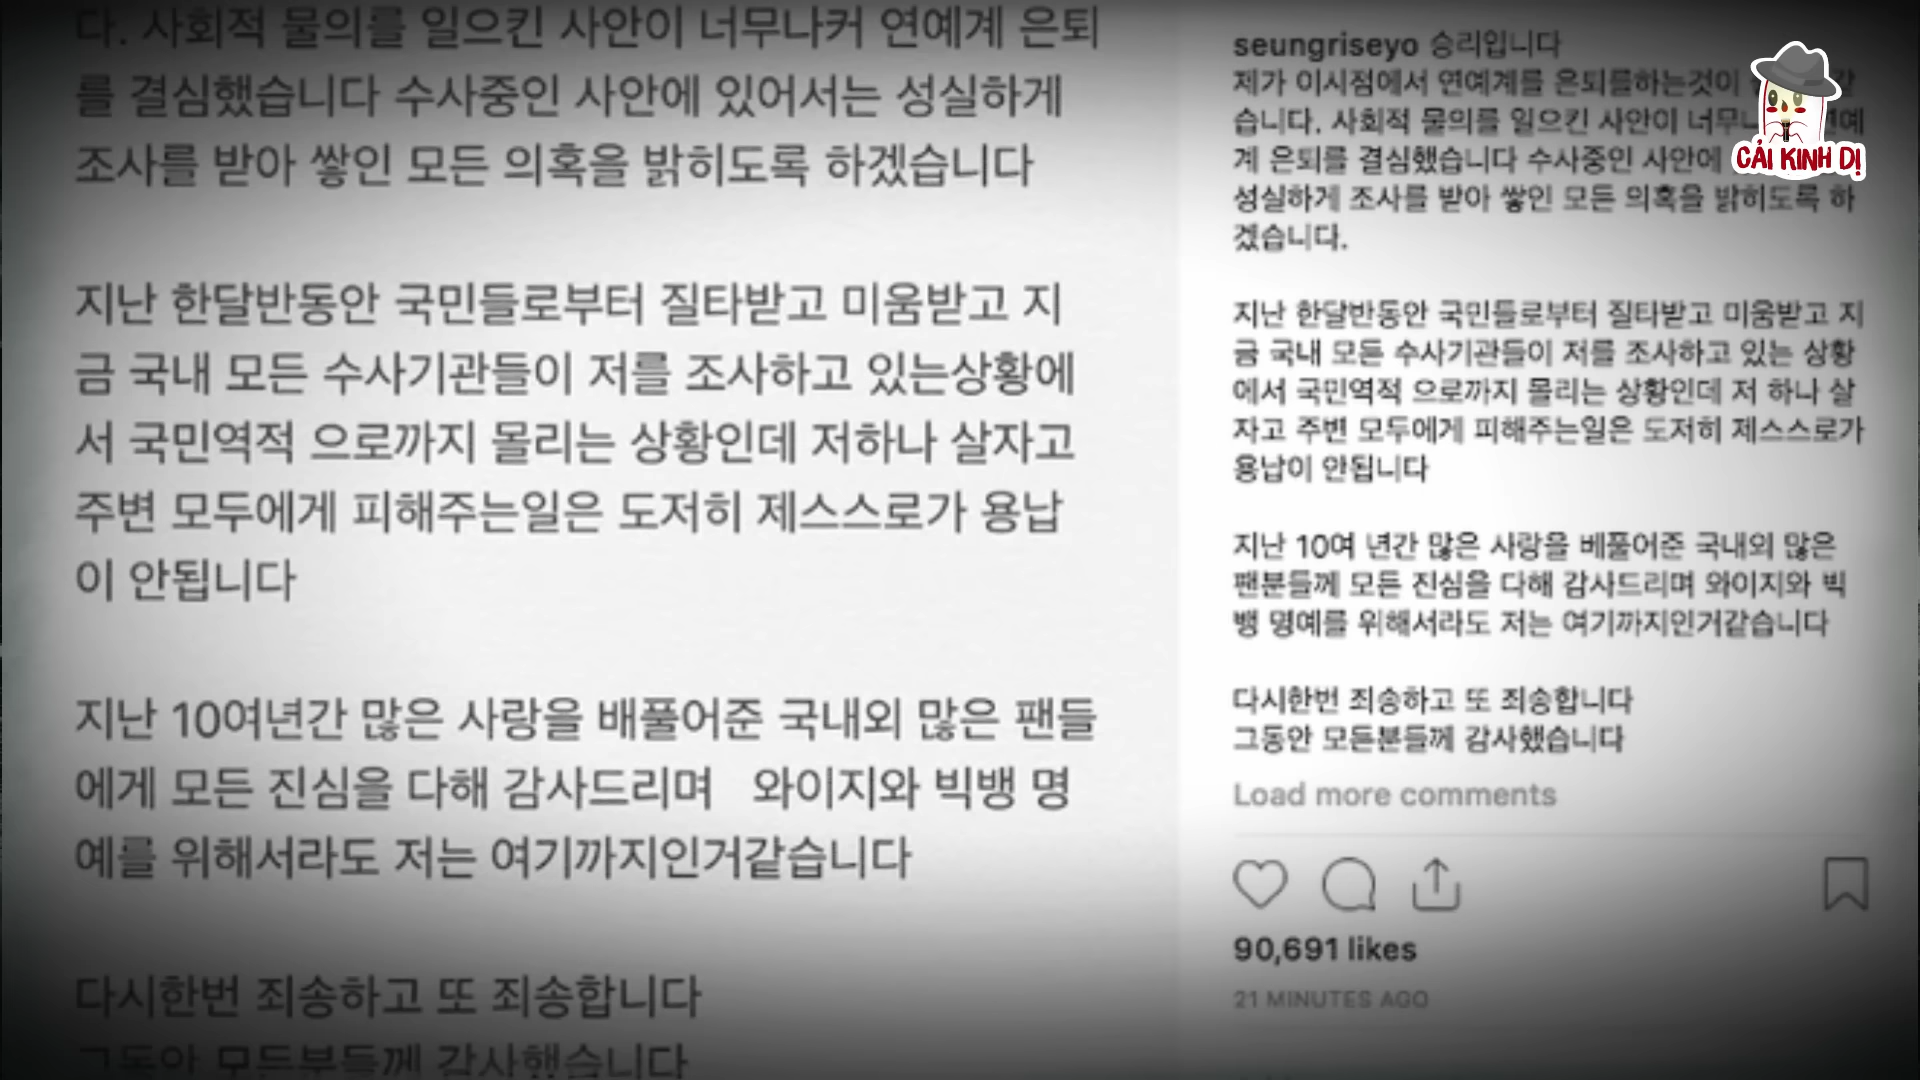 다. 사회적 물의를 일으킨 사안이 너무나커 연예계 은퇴
를 결심했습니다 수사중인 사안에 있어서는 성실하게
조사를 받아 쌓인 모든 의혹을 밝히도록 하겠습니다
지난 한달반동안 국민들로부터 질타받고 미움받고 지
금 국내 모든 수사기관들이 저를 조사하고 있는상황에
서 국민역적 으로까지 몰리는 상황인데 저하나 살자고
주변 모두에게 피해주는일은 도저히 제스스로가 용납
이 안됩니다
지난 10여년간 많은 사랑을 배풀어준 국내외 많은 팬들
에게 모든 진심을 다해 감사드리며 와이지와 빅뱅 명
예를 위해서라도 저는 여기까지인거같습니다
다시한번 죄송하고 또 죄송합니다
그동안 모든분들께 감사했습니다
seungriseyo 승리입니다
제가 이시점에서 연예계를 은퇴를하는것이
습니다. 사회적 물의를 일으킨 사안이 연예
계 은퇴를 결심했습니다 수사중인 사안에
성실하게 조사를 받아 쌓인 모든 의혹을 밝히도록 하
겠습니다.
지난 한달반동안 국민들로부터 질타받고 미움받고 지
금 국내 모든 수사기관들이 저를 조사하고 있는 상황
에서 국민역적 으로까지 몰리는 상황인데 저 하나 살
자고 주변 모두에게 피해주는일은 도저히 제스스로가
용납이 안됩니다
지난 10여 년간 많은 사랑을 베풀어준 국내외 많은
팬분들께 모든 진심을 다해 감사드리며 와이지와 빅
뱅 명예를 위해서라도 저는 여기까지인거같습니다
다시한번 죄송하고 또 죄송합니다
그동안 모든분들께 감사했습니다
Load more comments
90,691 likes
21 MINUTES AGO
CẢI KINH DỊ